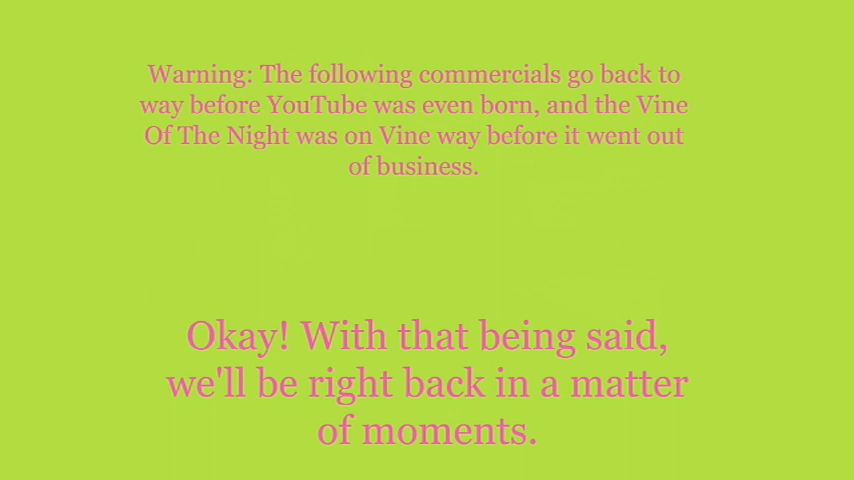 Warning: The following commercials go back to
way before YouTube was even born, and the Vine
Of The Night was on Vine way before it went out
of business.
Okay! With that being said,
we'll be right back in a matter
of moments.